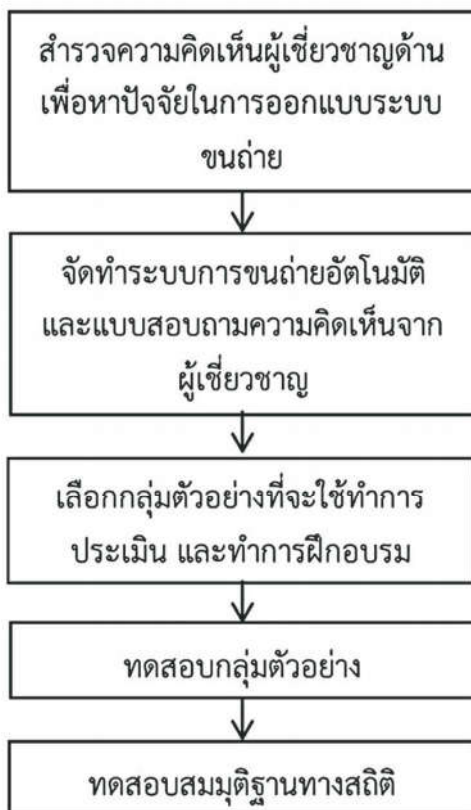 สำรวจความคิดเห็นผู้เชี่ยวชาญด้าน
เพื่อหาปัจจัยในการออกแบบระบบ
ขนถ่าย
จัดทำระบบการขนถ่ายอัตโนมัติ
และแบบสอบถามความคิดเห็นจาก
ผู้เชี่ยวชาญ
เลือกกลุ่มตัวอย่างที่จะใช้ทำการ
ประเมิน และทำการฝึกอบรม
ทดสอบกลุ่มตัวอย่าง
ทดสอบสมมุติฐานทางสถิติ